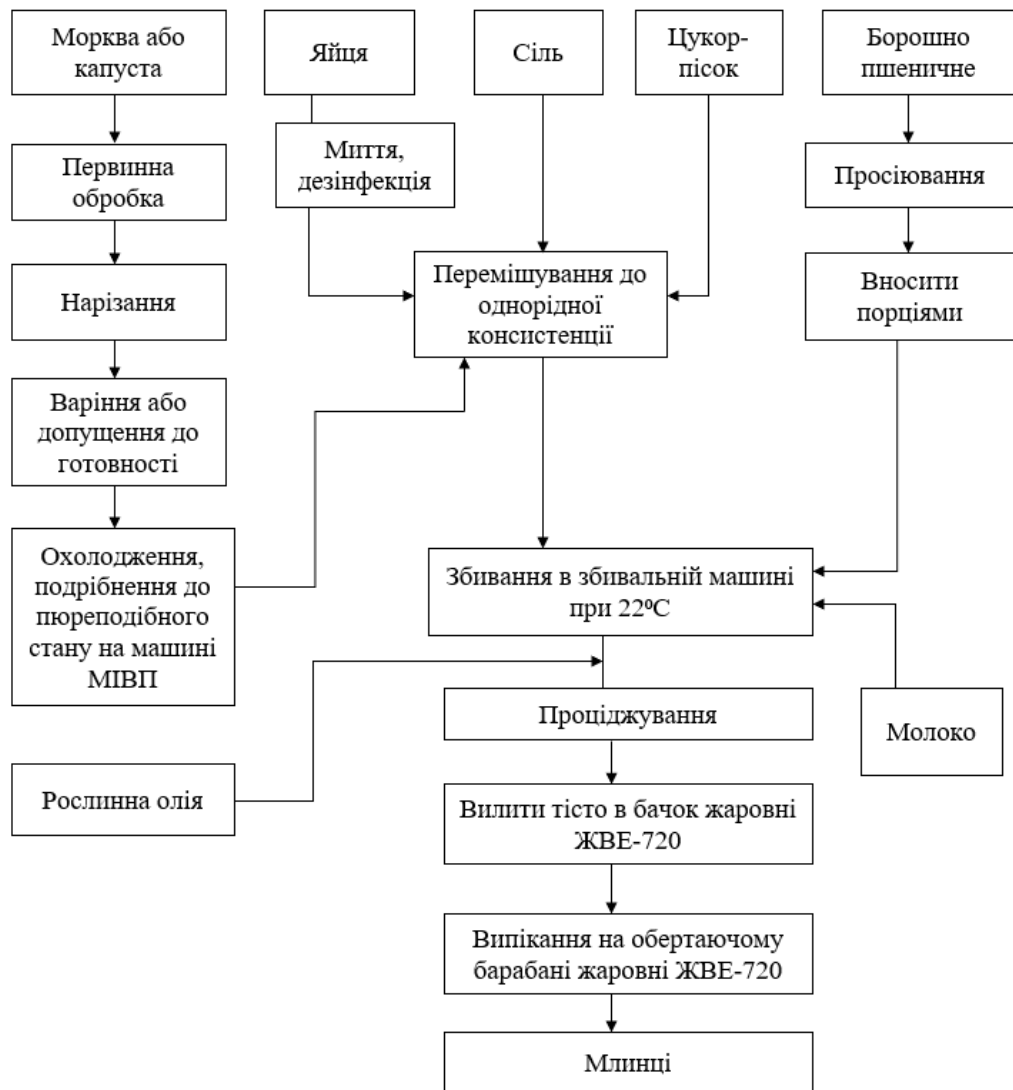 Морква або
капуста
Яйця
Сіль
Цукор-
пісок
Борошно
пшеничне
Первинна
обробка
Миття,
дезінфекція
Просіювання
Нарізання
Перемішування до
однорідної
консистенції
Вносити
порціями
Варіння або
допущення до
готовності
Охолодження,
подрібнення до
пюреподібного
стану на машині
МІВП
Збивання в збивальній машині
при 22⁰С
Проціджування
Молоко
Рослинна олія
Вилити тісто в бачок жаровні
ЖВЕ-720
Випікання на обертаючому
барабані жаровні ЖВЕ-720
Млинці